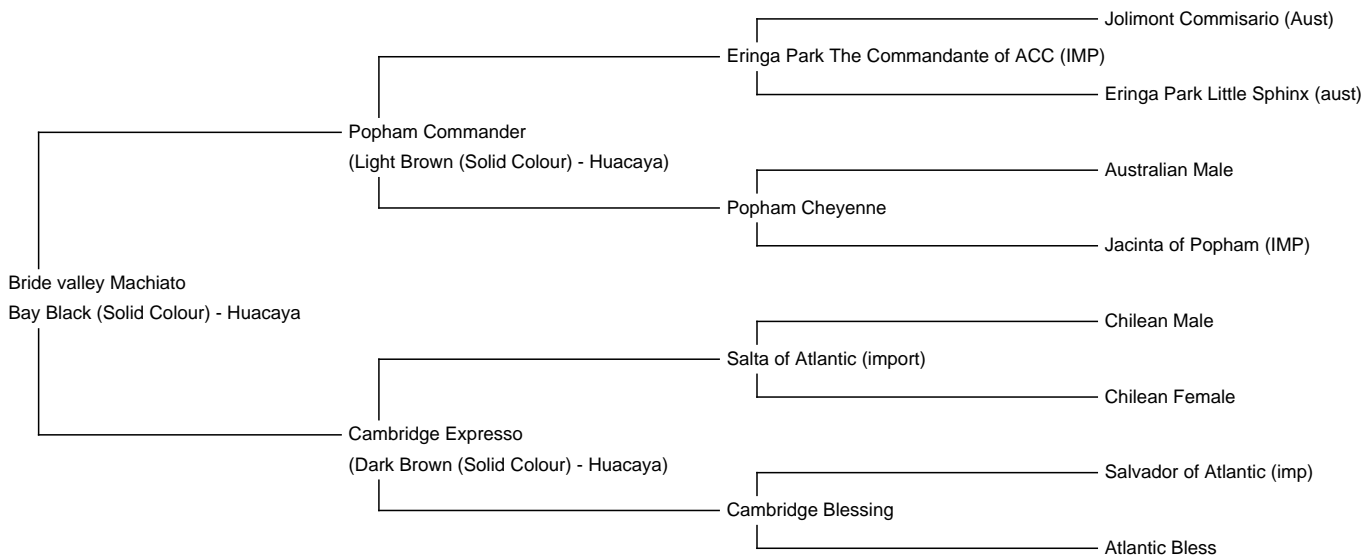 Jolimont Commisario (Aust)
Eringa Park The Commandante of ACC (IMP)
Eringa Park Little Sphinx (aust)
Popham Commander
(Light Brown (Solid Colour) - Huacaya)
Australian Male
Popham Cheyenne
Jacinta of Popham (IMP)
Bride valley Machiato
Bay Black (Solid Colour) - Huacaya
Chilean Male
Salta of Atlantic (import)
Chilean Female
Cambridge Expresso
(Dark Brown (Solid Colour) - Huacaya)
Salvador of Atlantic (imp)
Cambridge Blessing
Atlantic Bless